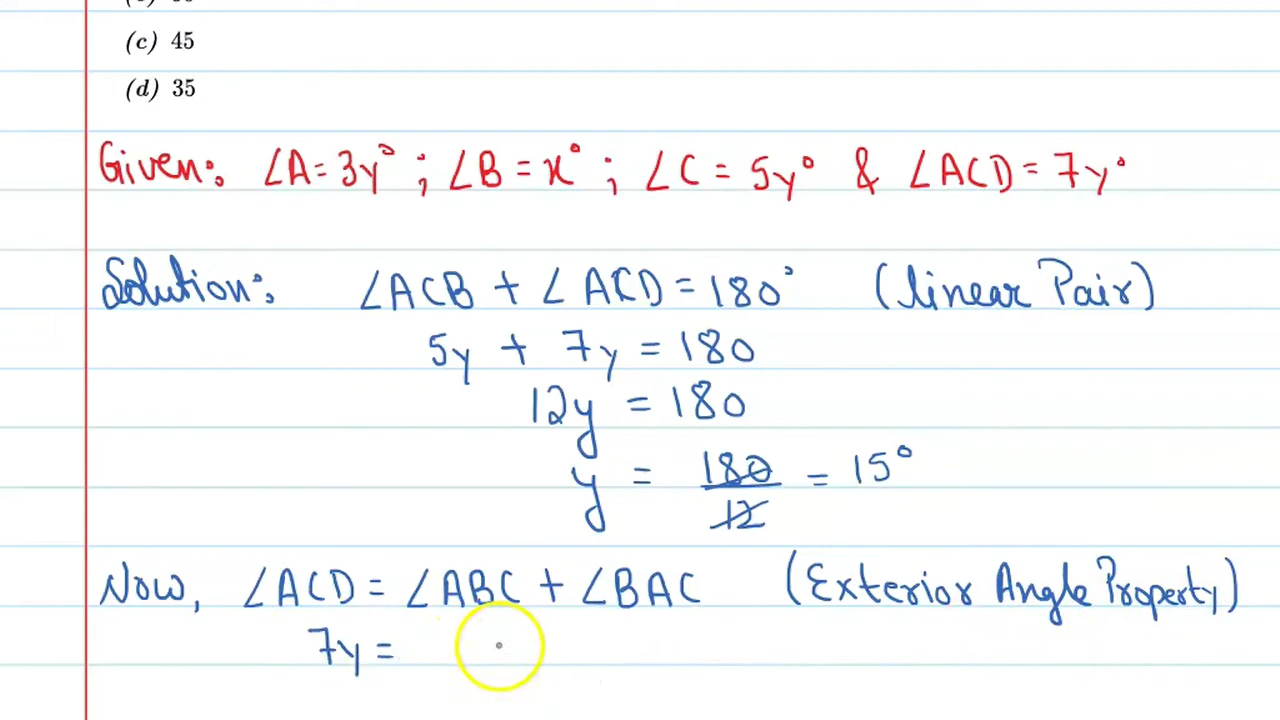 (c) 45
(d) 35
Given:. ∠A = 3y° ; ∠B = x° ; ∠C = 5y° & ∠ACD = 7y°
Solution:. ∠ACB + ∠ACD = 180° (linear Pair)
5y + 7y = 180
12y = 180
y = 180/12 = 15°
Now, ∠ACD = ∠ABC + ∠BAC (Exterior Angle Property)
7y =